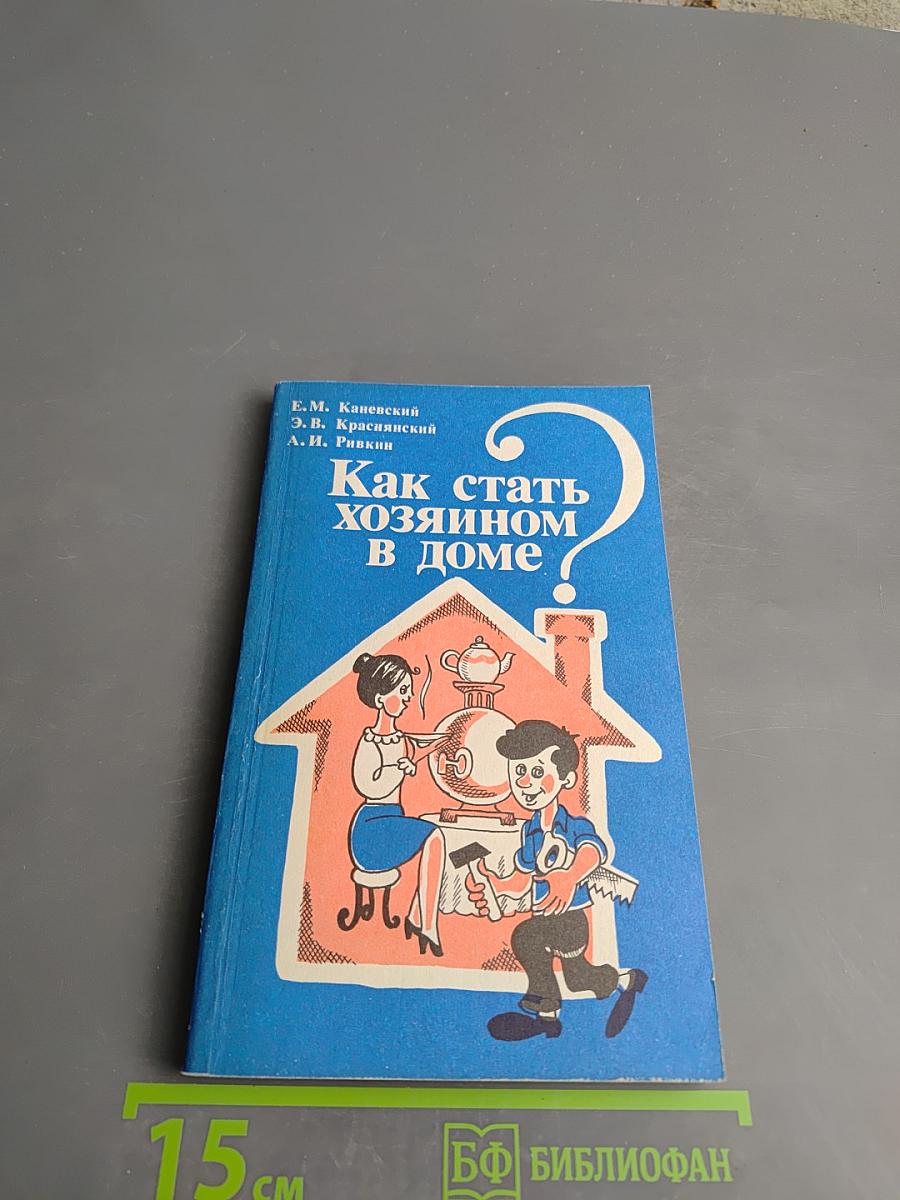 Е.М. Каневский
Э.В. Краснянский
А.И. Ривкин
Как стать
хозяином
в доме?
15 см
БФ БИБЛИОФАН